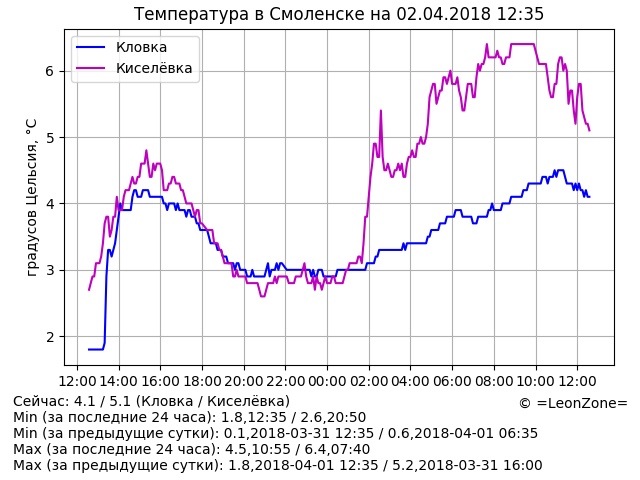 Температура в Смоленске на 02.04.2018 12:35
Кловка
Киселёвка
градусов Цельсия, °C
6
5
4
3
2
12:00 14:00 16:00 18:00 20:00 22:00 00:00 02:00 04:00 06:00 08:00 10:00 12:00
Сейчас: 4.1 / 5.1 (Кловка / Киселёвка)
© =LeonZone=
Min (за последние 24 часа): 1.8,12:35 / 2.6,20:50
Min (за предыдущие сутки): 0.1,2018-03-31 12:35 / 0.6,2018-04-01 06:35
Max (за последние 24 часа): 4.5,10:55 / 6.4,07:40
Max (за предыдущие сутки): 1.8,2018-04-01 12:35 / 5.2,2018-03-31 16:00